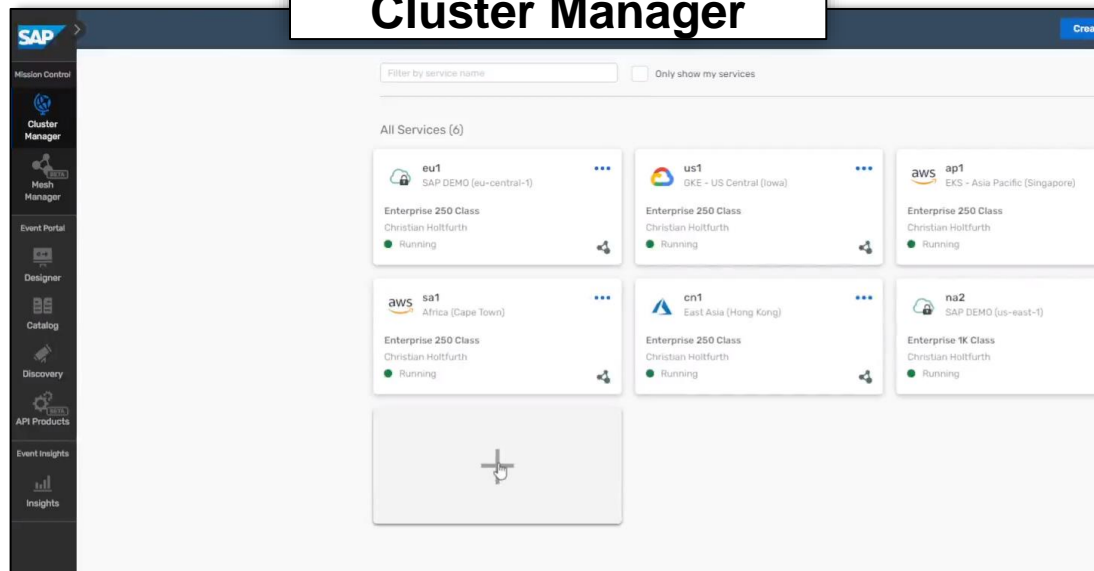 Cluster Manager
SAP
Crea
Mission Control
Cluster
Manager
BETA
Mesh
Manager
Event Portal
Designer
Catalog
Discovery
BETA
API Products
Event Insights
Insights
Filter by service name
Only show my services
All Services (6)
eu1
SAP DEMO (eu-central-1)
Enterprise 250 Class
Christian Holtfurth
Running
us1
GKE - US Central (Iowa)
Enterprise 250 Class
Christian Holtfurth
Running
aws
ap1
EKS - Asia Pacific (Singapore)
Enterprise 250 Class
Christian Holtfurth
Running
aws
sa1
Africa (Cape Town)
Enterprise 250 Class
Christian Holtfurth
Running
cn1
East Asia (Hong Kong)
Enterprise 250 Class
Christian Holtfurth
Running
na2
SAP DEMO (us-east-1)
Enterprise 1K Class
Christian Holtfurth
Running